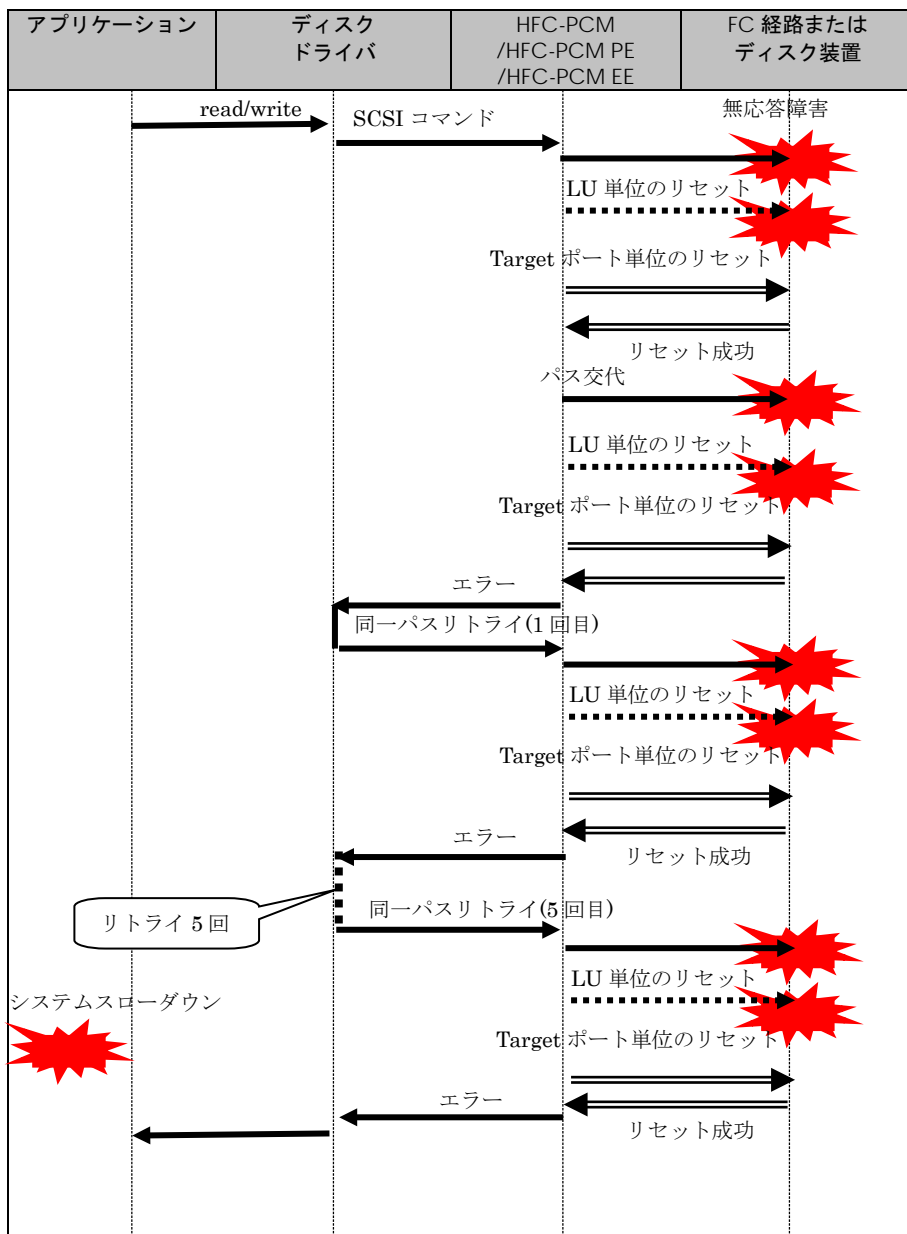 アプリケーション
ディスク
ドライバ
HFC-PCM
/HFC-PCM PE
/HFC-PCM EE
FC 経路または
ディスク装置
read/write
SCSI コマンド
無応答障害
LU 単位のリセット
Target ポート単位のリセット
リセット成功
パス交代
LU 単位のリセット
Target ポート単位のリセット
エラー
同一パスリトライ(1 回目)
LU 単位のリセット
Target ポート単位のリセット
エラー
リセット成功
リトライ 5 回
同一パスリトライ(5 回目)
LU 単位のリセット
システムスローダウン
Target ポート単位のリセット
エラー
リセット成功